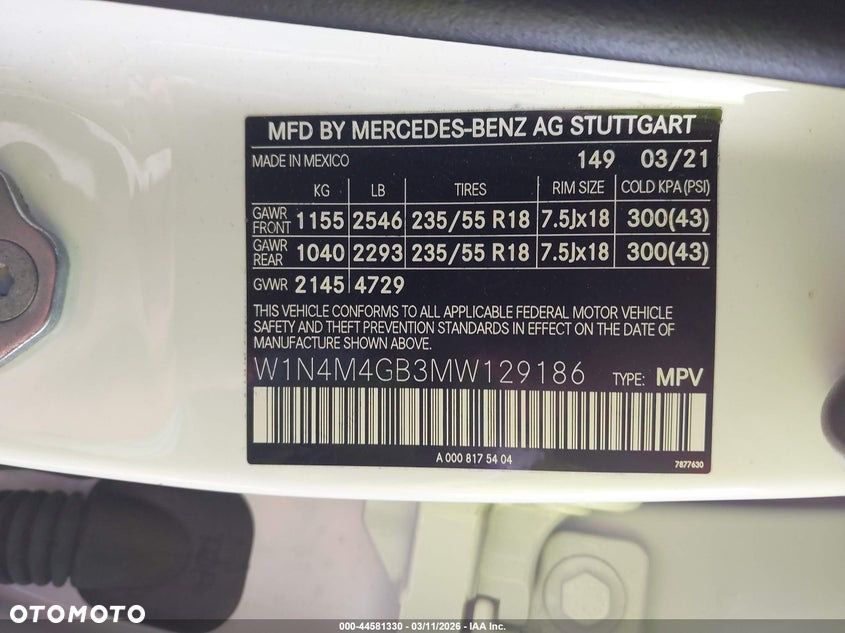 MFD BY MERCEDES-BENZ AG STUTTGART
MADE IN MEXICO 149 03/21
KG LB TIRES RIM SIZE COLD KPA(PSI)
GAWR FRONT 1155 2546 235/55 R18 7.5Jx18 300(43)
GAWR REAR 1040 2293 235/55 R18 7.5Jx18 300(43)
GVWR 2145 4729
THIS VEHICLE CONFORMS TO ALL APPLICABLE FEDERAL MOTOR VEHICLE
SAFETY AND THEFT PREVENTION STANDARDS IN EFFECT ON THE DATE OF
MANUFACTURE SHOWN ABOVE.
W1N4M4GB3MW129186 TYPE: MPV
A 000 817 54 04
7877630
OTOMOTO
000-44581330 - 03/11/2026 - IAA Inc.